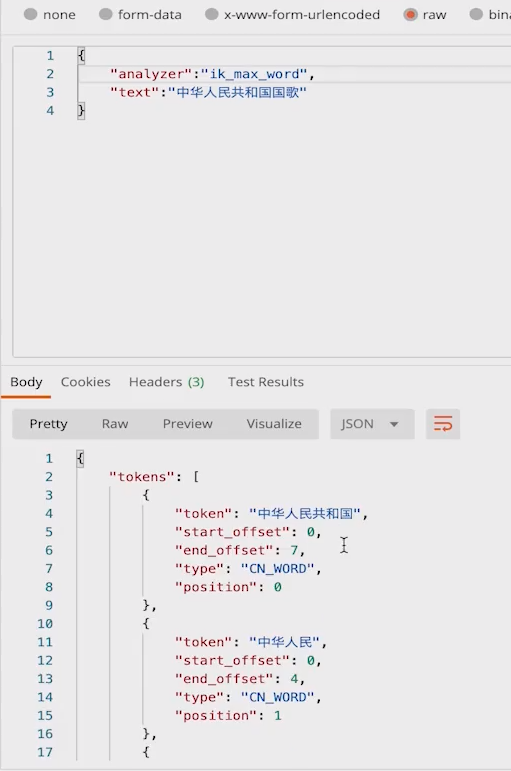 none form-data x-www-form-urlencoded raw bina
1 {
2 "analyzer":"ik_max_word",
3 "text":"中华人民共和国国歌"
4 }
Body Cookies Headers (3) Test Results
Pretty Raw Preview Visualize JSON
1 {
2 "tokens": [
3 {
4 "token": "中华人民共和国",
5 "start_offset": 0,
6 "end_offset": 7,
7 "type": "CN_WORD",
8 "position": 0
9 },
10 {
11 "token": "中华人民",
12 "start_offset": 0,
13 "end_offset": 4,
14 "type": "CN_WORD",
15 "position": 1
16 },
17 {